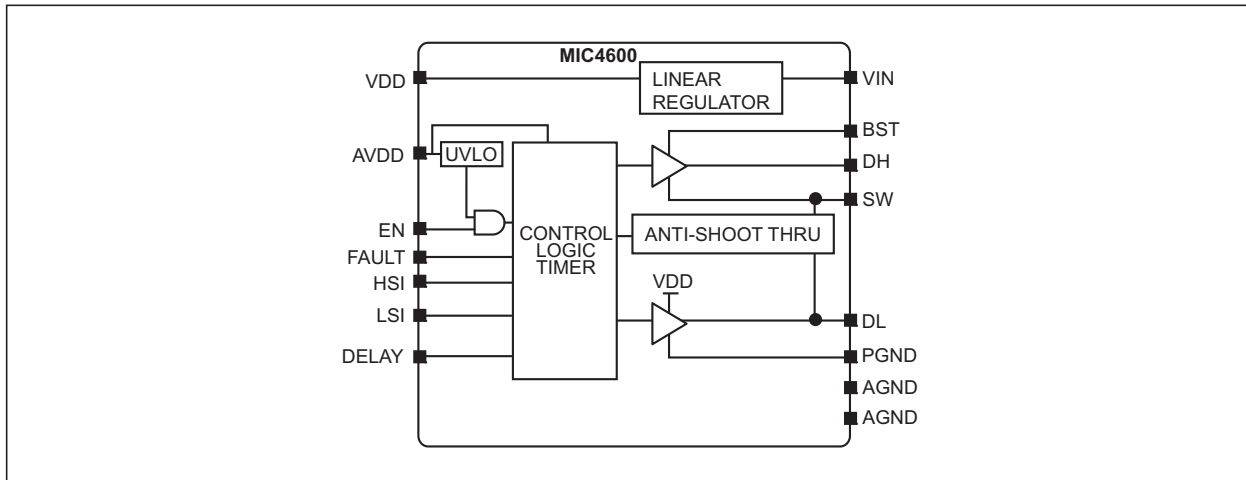 MIC4600
VDD
LINEAR
REGULATOR
VIN
BST
AVDD
UVLO
DH
SW
EN
CONTROL
LOGIC
TIMER
ANTI-SHOOT THRU
FAULT
HSI
VDD
LSI
DL
DELAY
PGND
AGND
AGND